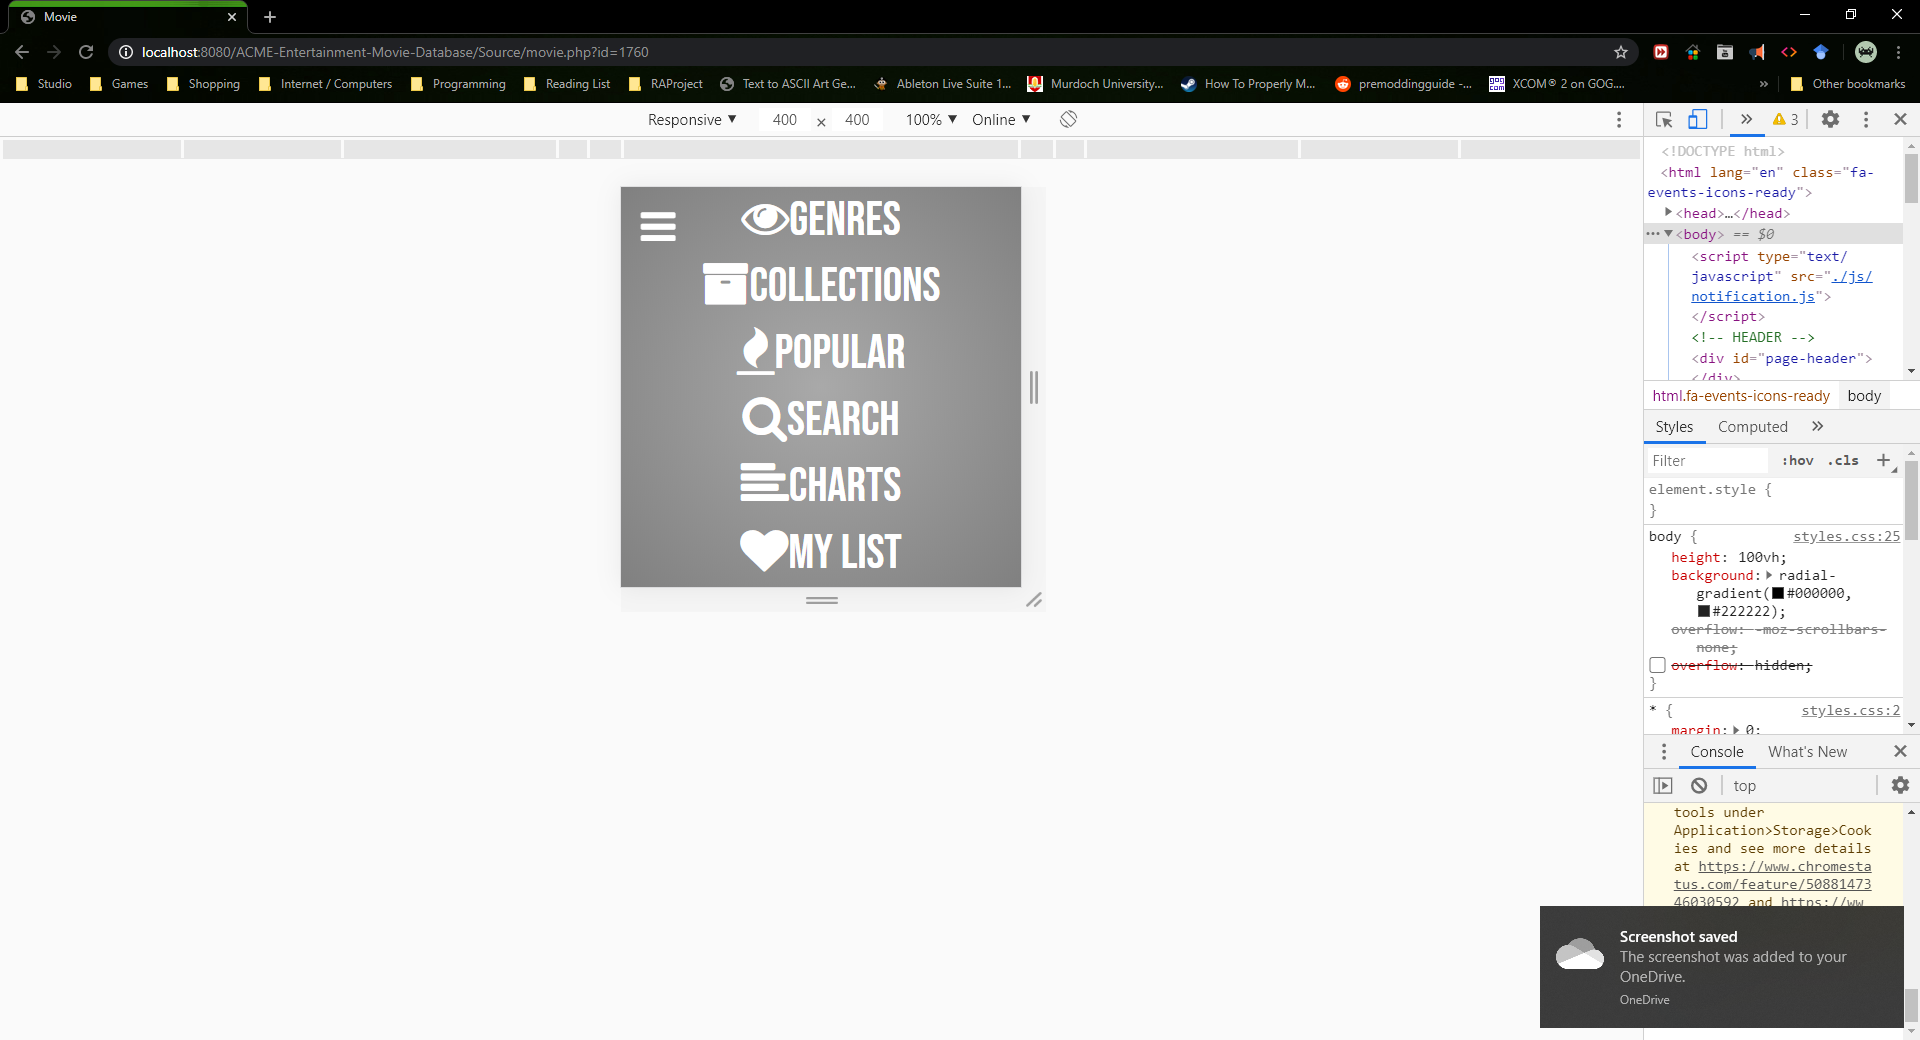 Movie
localhost:8080/ACME-Entertainment-Movie-Database/Source/movie.php?id=1760
Studio Games Shopping Internet / Computers Programming Reading List RAProject Text to ASCII Art Ge... Ableton Live Suite 1... Murdoch University... How To Properly M... premoddingguide -... XCOM® 2 on GOG.... » Other bookmarks
Responsive 400 × 400 100% Online
3
<!DOCTYPE html>
<html lang="en" class="fa-
events-icons-ready">
<head>…</head>
<body> == $0
<script type="text/
javascript" src="./js/
notification.js">
</script>
<!-- HEADER -->
<div id="page-header">
</div>
GENRES
COLLECTIONS
POPULAR
SEARCH
CHARTS
MY LIST
html.fa-events-icons-ready body
Styles Computed »
Filter :hov .cls +
element.style {
}
body { styles.css:25
height: 100vh;
background: radial-
gradient( #000000,
#222222);
overflow: -moz-scrollbars-
none;
overflow: hidden;
}
* { styles.css:2
margin: 0;
Console What's New
top
tools under
Application>Storage>Cook
ies and see more details
at https://www.chromesta
tus.com/feature/50881473
46030592 and https://ww
Screenshot saved
The screenshot was added to your
OneDrive.
OneDrive